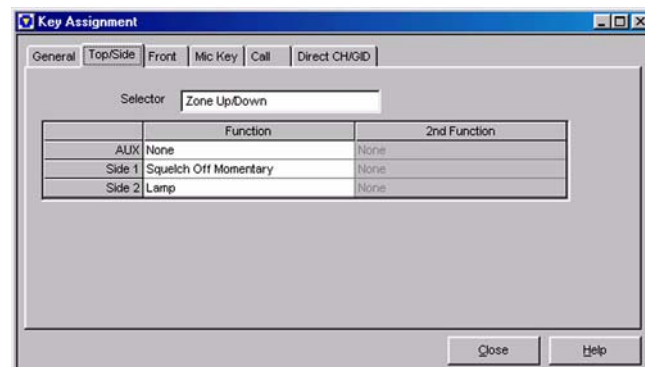 Key Assignment
General Top/Side Front Mic Key Call Direct CH/GID
Selector Zone Up/Down
Function 2nd Function
AUX None None
Side 1 Squelch Off Momentary None
Side 2 Lamp None
Close Help